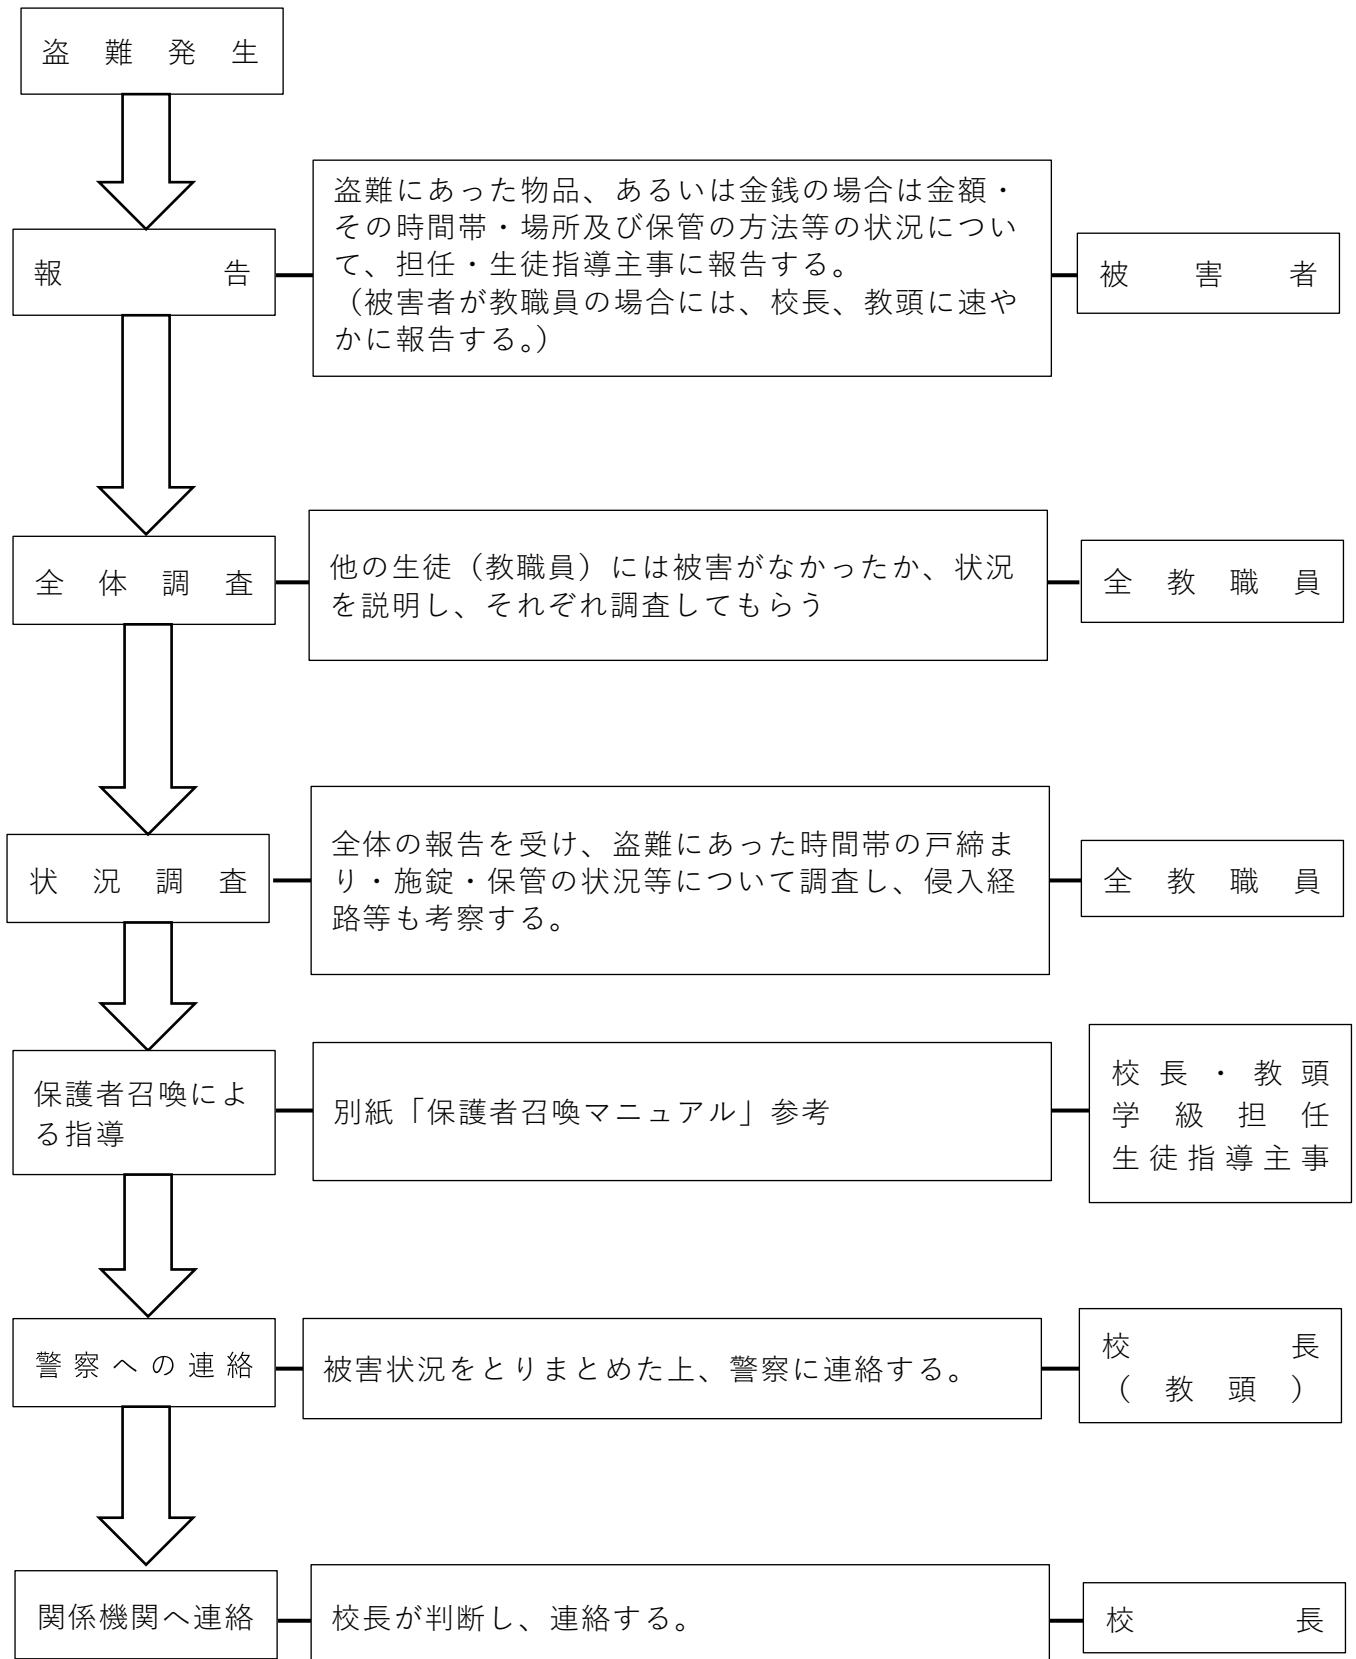 盗難発生
報告
盗難にあった物品、あるいは金銭の場合は金額・
その時間帯・場所及び保管の方法等の状況につい
て、担任・生徒指導主事に報告する。
（被害者が教職員の場合には、校長、教頭に速や
かに報告する。）
被害者
全体調査
他の生徒（教職員）には被害がなかったか、状況
を説明し、それぞれ調査してもらう
全教職員
状況調査
全体の報告を受け、盗難にあった時間帯の戸締ま
り・施錠・保管の状況等について調査し、侵入経
路等も考察する。
全教職員
保護者召喚によ
る指導
別紙「保護者召喚マニュアル」参考
校長・教頭
学級担任
生徒指導主事
警察への連絡
被害状況をとりまとめた上、警察に連絡する。
校長
（教頭）
関係機関へ連絡
校長が判断し、連絡する。
校長